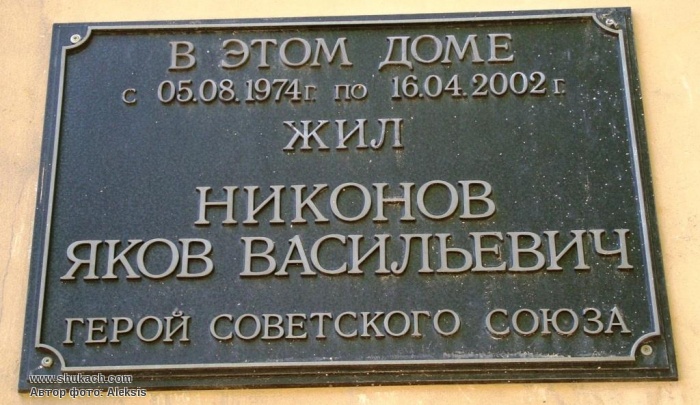 В ЭТОМ ДОМЕ
с 05.08.1974г. по 16.04.2002 г.
ЖИЛ
НИКОНОВ
ЯКОВ ВАСИЛЬЕВИЧ
ГЕРОЙ СОВЕТСКОГО СОЮЗА
www.shukach.com
Автор фото: Aleksis